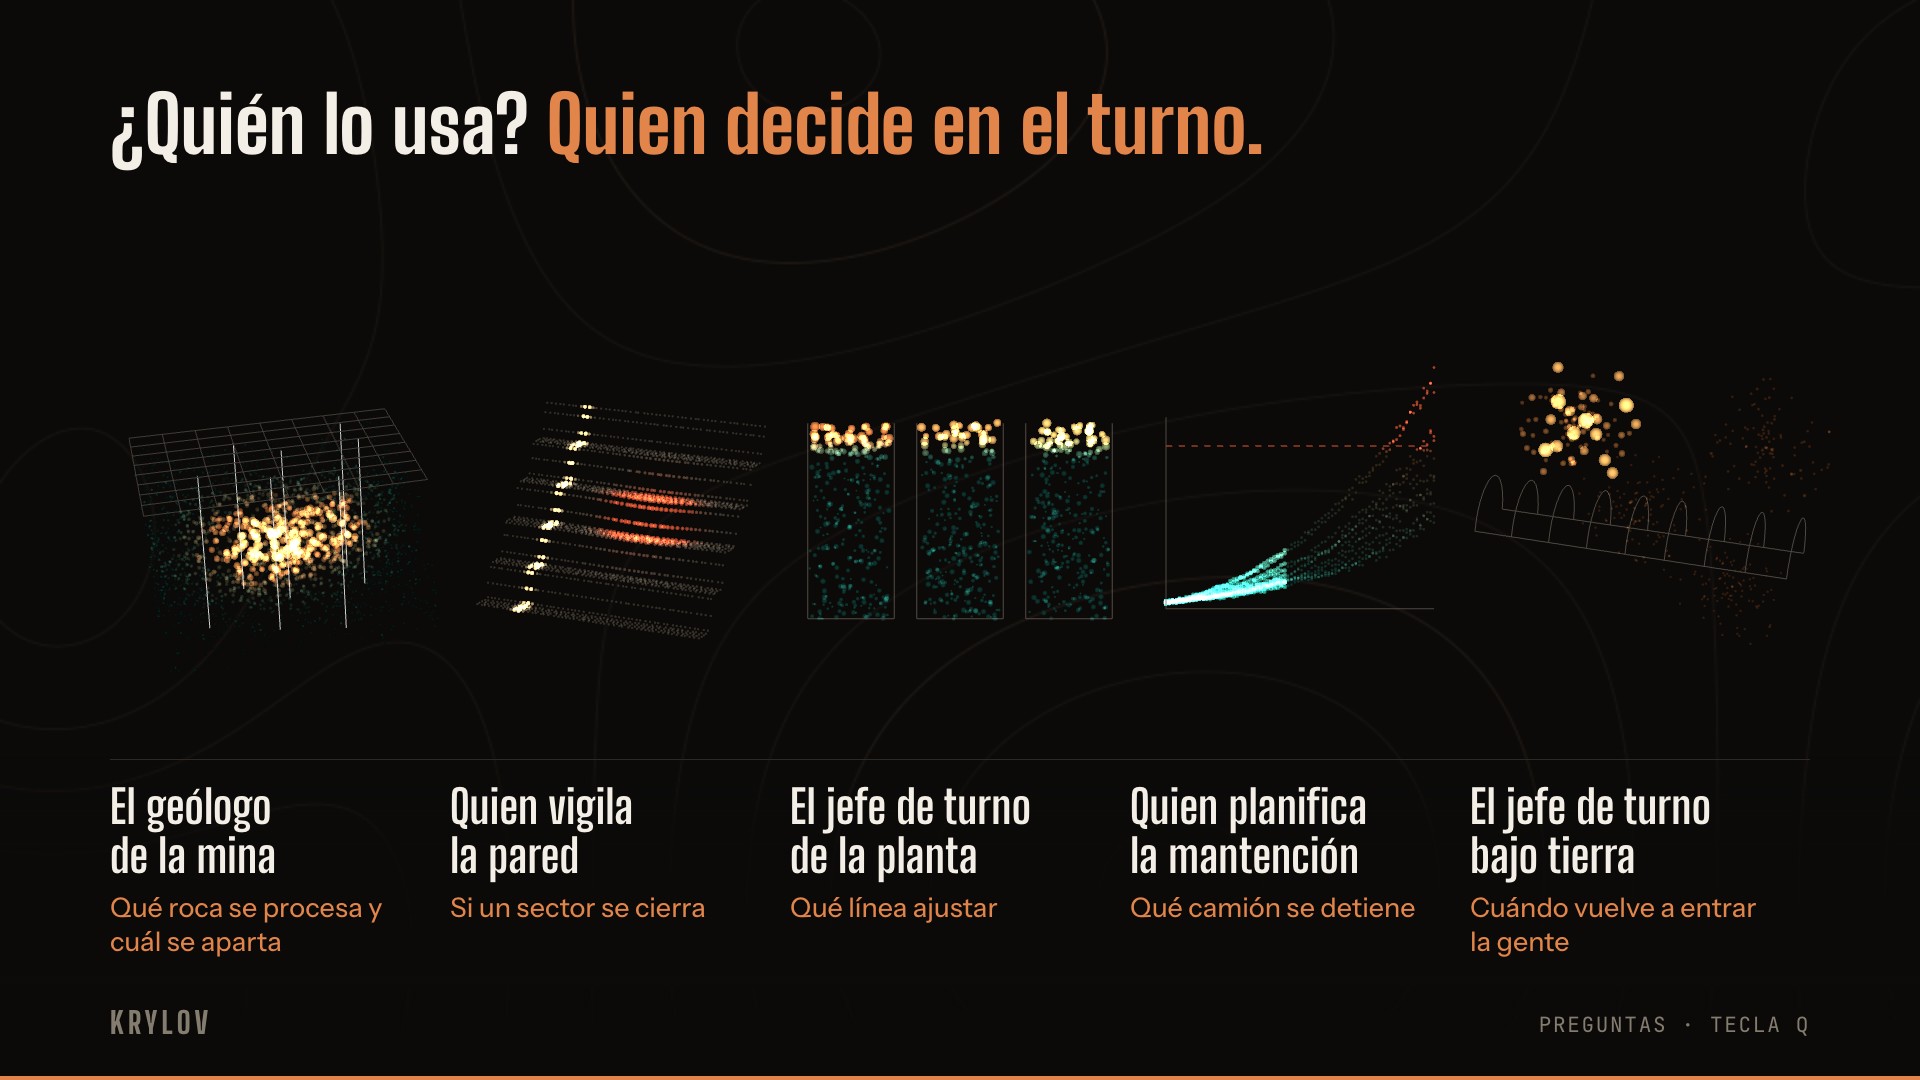 ¿Quién lo usa? Quien decide en el turno.
El geólogo
de la mina
Qué roca se procesa y
cuál se aparta
Quien vigila
la pared
Si un sector se cierra
El jefe de turno
de la planta
Qué línea ajustar
Quien planifica
la mantención
Qué camión se detiene
El jefe de turno
bajo tierra
Cuándo vuelve a entrar
la gente
KRYLOV
PREGUNTAS · TECLA Q